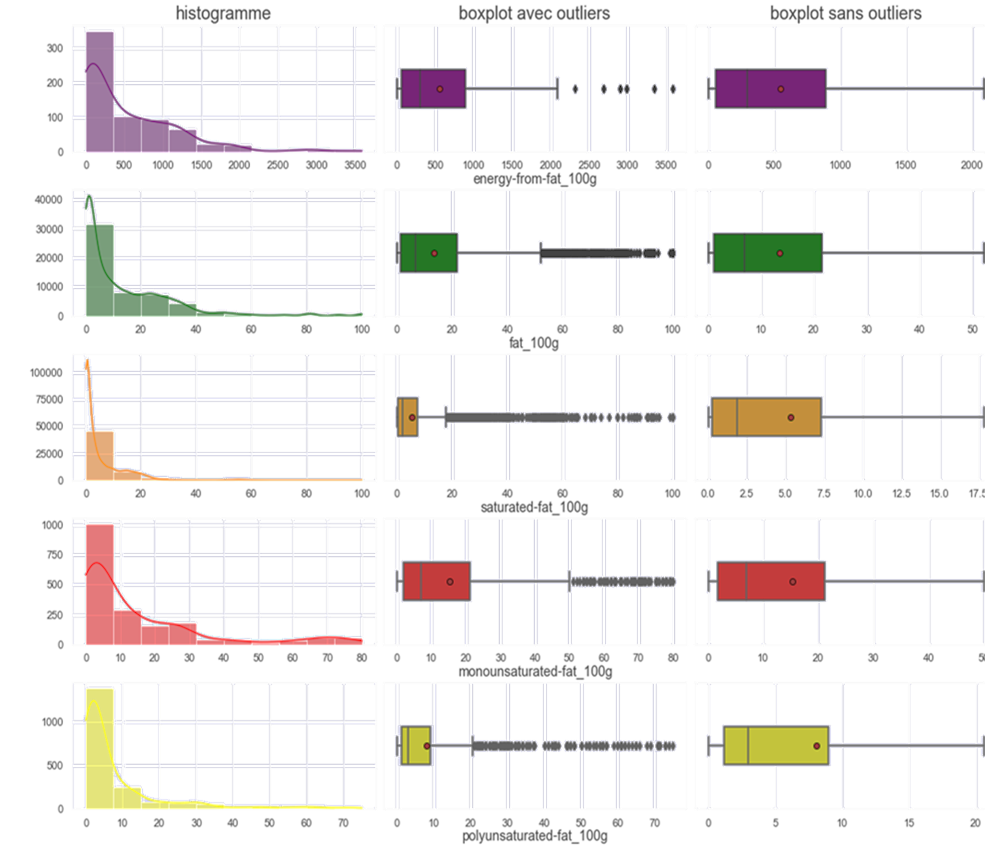 histogramme boxplot avec outliers boxplot sans outliers
300
200
100
0
0 500 1000 1500 2000 2500 3000 3500 0 500 1000 1500 2000 2500 3000 3500 0 500 1000 1500 2000
energy-from-fat_100g
40000
30000
20000
10000
0
0 20 40 60 80 100 0 20 40 60 80 100 0 10 20 30 40 50
fat_100g
100000
75000
50000
25000
0
0 20 40 60 80 100 0 20 40 60 80 100 0.0 2.5 5.0 7.5 10.0 12.5 15.0 17.5
saturated-fat_100g
1000
750
500
250
0
0 10 20 30 40 50 60 70 80 0 10 20 30 40 50 60 70 80 0 10 20 30 40 50
monounsaturated-fat_100g
1000
500
0
0 10 20 30 40 50 60 70 0 10 20 30 40 50 60 70 0 5 10 15 20
polyunsaturated-fat_100g